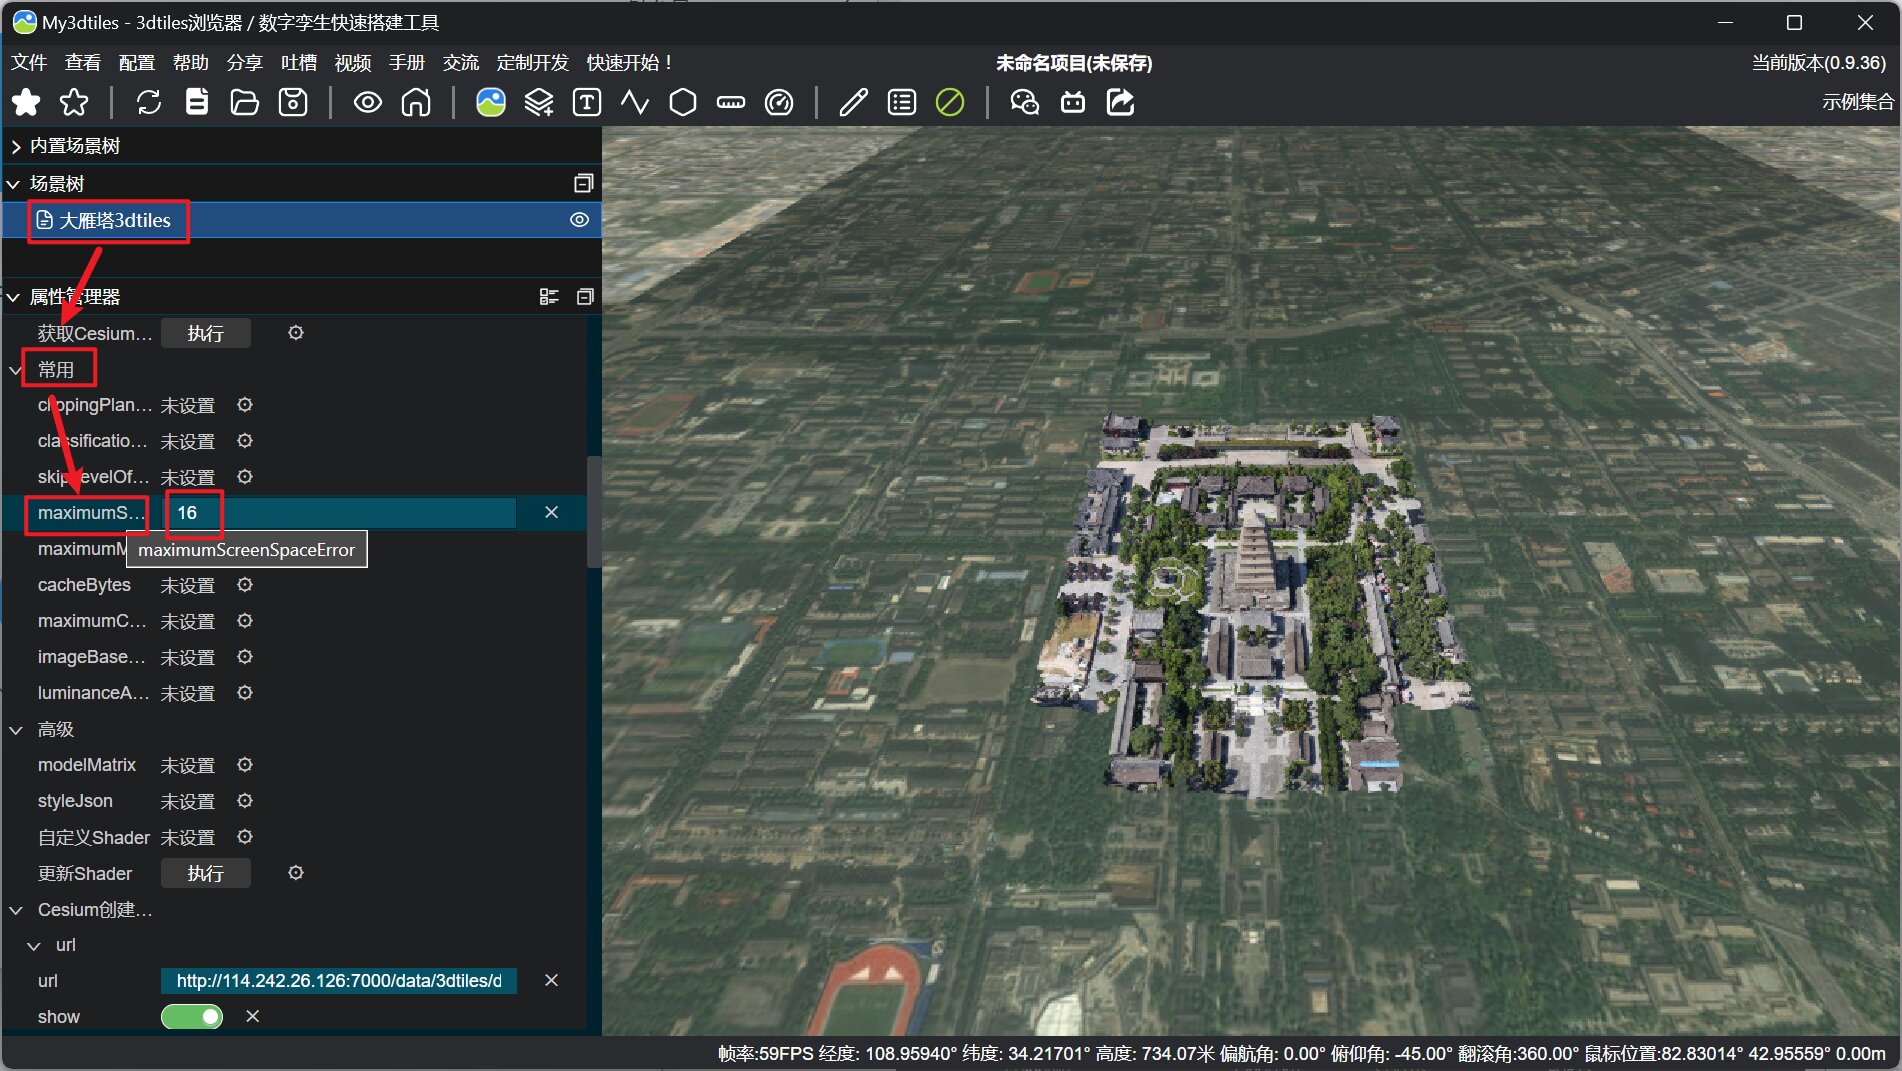 My3dtiles - 3dtiles浏览器 / 数字孪生快速搭建工具
文件 查看 配置 帮助 分享 吐槽 视频 手册 交流 定制开发 快速开始！ 未命名项目(未保存) 当前版本(0.9.36)
示例集合
内置场景树
场景树
大雁塔3dtiles
属性管理器
获取Cesium... 执行
常用
clippingPlan... 未设置
classificatio... 未设置
skipLevelOf... 未设置
maximumS... 16
maximumM
maximumScreenSpaceError
cacheBytes 未设置
maximumC... 未设置
imageBase... 未设置
luminanceA... 未设置
高级
modelMatrix 未设置
styleJson 未设置
自定义Shader 未设置
更新Shader 执行
Cesium创建...
url
url http://114.242.26.126:7000/data/3dtiles/d
show
帧率:59FPS 经度: 108.95940° 纬度: 34.21701° 高度: 734.07米 偏航角: 0.00° 俯仰角: -45.00° 翻滚角:360.00° 鼠标位置:82.83014° 42.95559° 0.00m